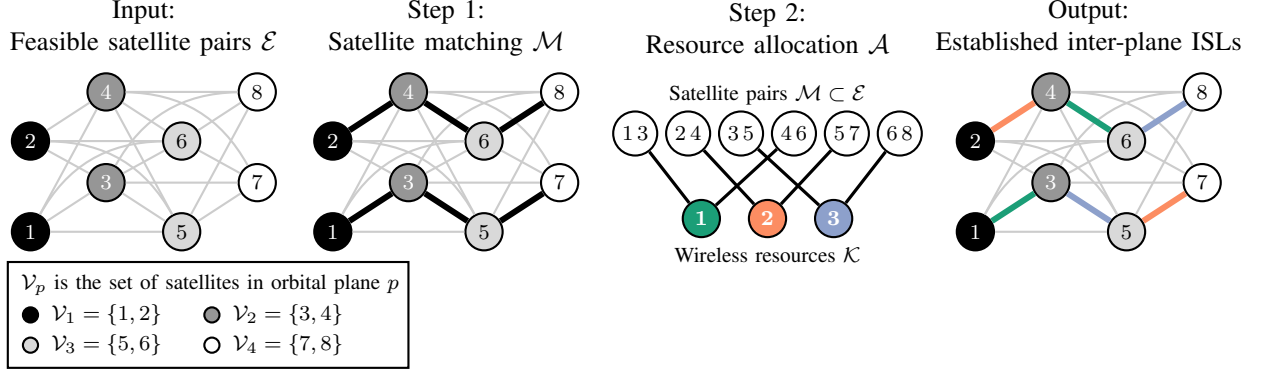 Input:
Feasible satellite pairs ℰ
4
8
2
6
3
7
1
5
𝒱ₚ is the set of satellites in orbital plane p
𝒱₁ = {1, 2}
𝒱₂ = {3, 4}
𝒱₃ = {5, 6}
𝒱₄ = {7, 8}
Step 1:
Satellite matching ℳ
4
8
2
6
3
7
1
5
Step 2:
Resource allocation 𝒜
Satellite pairs ℳ ⊂ ℰ
1 3 2 4 3 5 4 6 5 7 6 8
1 2 3
Wireless resources 𝒦
Output:
Established inter-plane ISLs
4
8
2
6
3
7
1
5